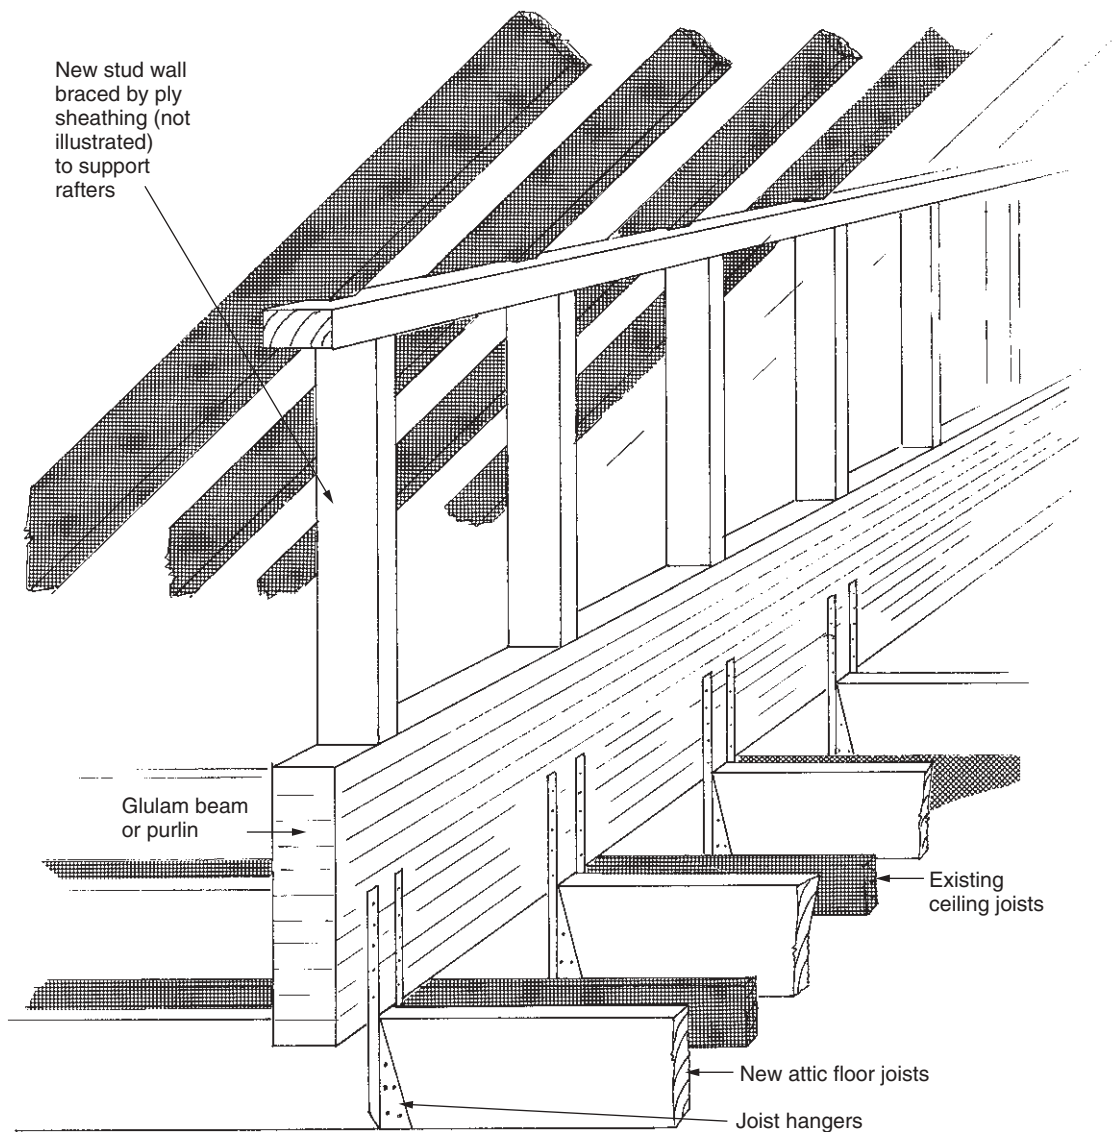 New stud wall
braced by ply
sheathing (not
illustrated)
to support
rafters
Glulam beam
or purlin
Existing
ceiling joists
New attic floor joists
Joist hangers